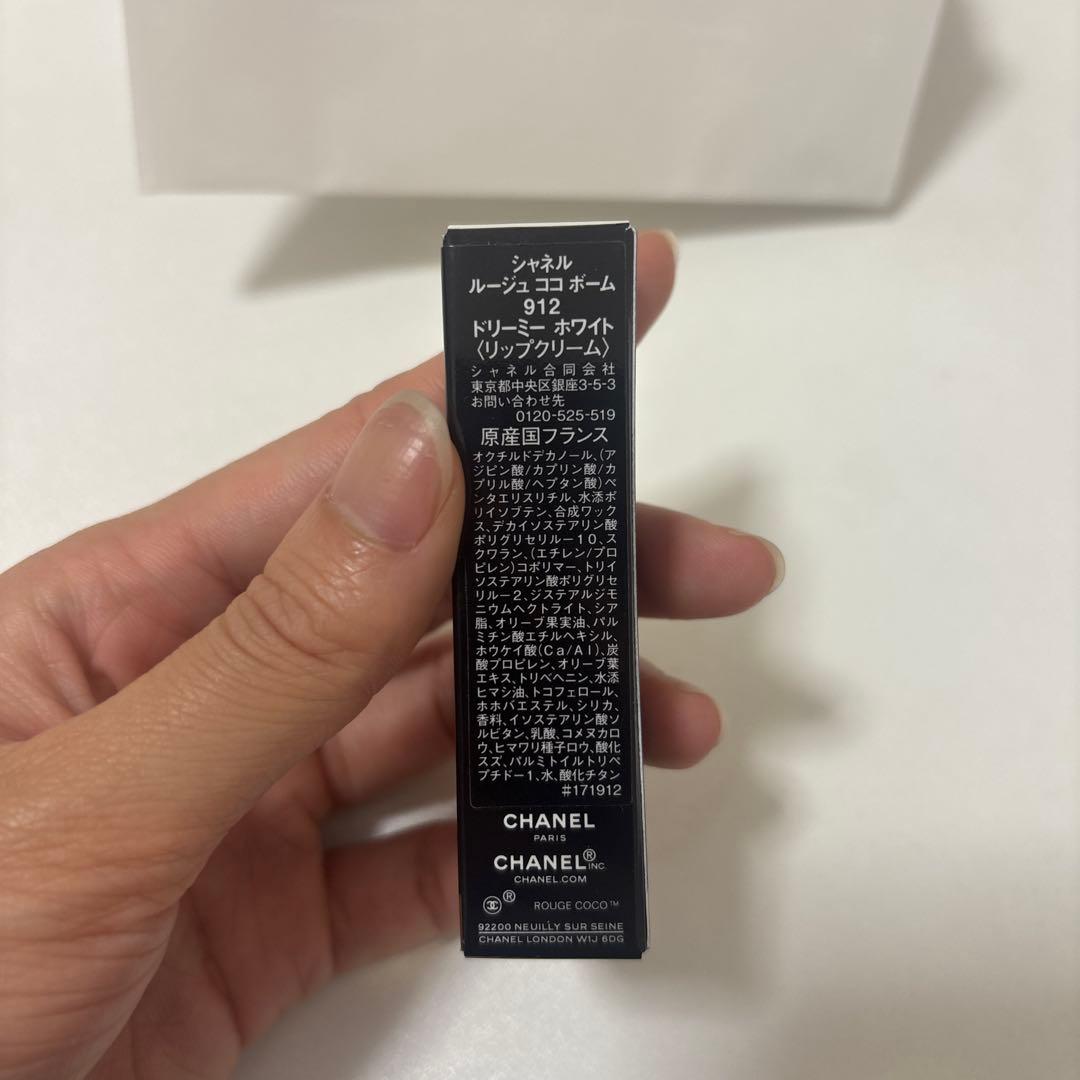 シャネル
ルージュ ココ ボーム
912
ドリーミー ホワイト
〈リップクリーム〉
シャネル合同会社
東京都中央区銀座3-5-3
お問い合わせ先
0120-525-519
原産国フランス
オクチルドデカノール、(ア
ジピン酸/カプリン酸/カ
プリル酸/ヘプタン酸)ペ
ンタエリスリチル、水添ポ
リイソブテン、合成ワック
ス、デカイソステアリン酸
ポリグリセリル－10、ス
クワラン、(エチレン/プロ
ピレン)コポリマー、トリイ
ソステアリン酸ポリグリセ
リル－2、ジステアルジモ
ニウムヘクトライト、シア
脂、オリーブ果実油、パル
ミチン酸エチルヘキシル、
ホウケイ酸(Ca/Al)、炭
酸プロピレン、オリーブ葉
エキス、トリベヘニン、水添
ヒマシ油、トコフェロール、
ホホバエステル、シリカ、
香料、イソステアリン酸ソ
ルビタン、乳酸、コメヌカロ
ウ、ヒマワリ種子ロウ、酸化
スズ、パルミトイルトリペ
プチド－1、水、酸化チタン
#171912
CHANEL
PARIS
CHANEL® INC.
CHANEL.COM
® ROUGE COCO™
92200 NEUILLY SUR SEINE
CHANEL LONDON W1J 6DG